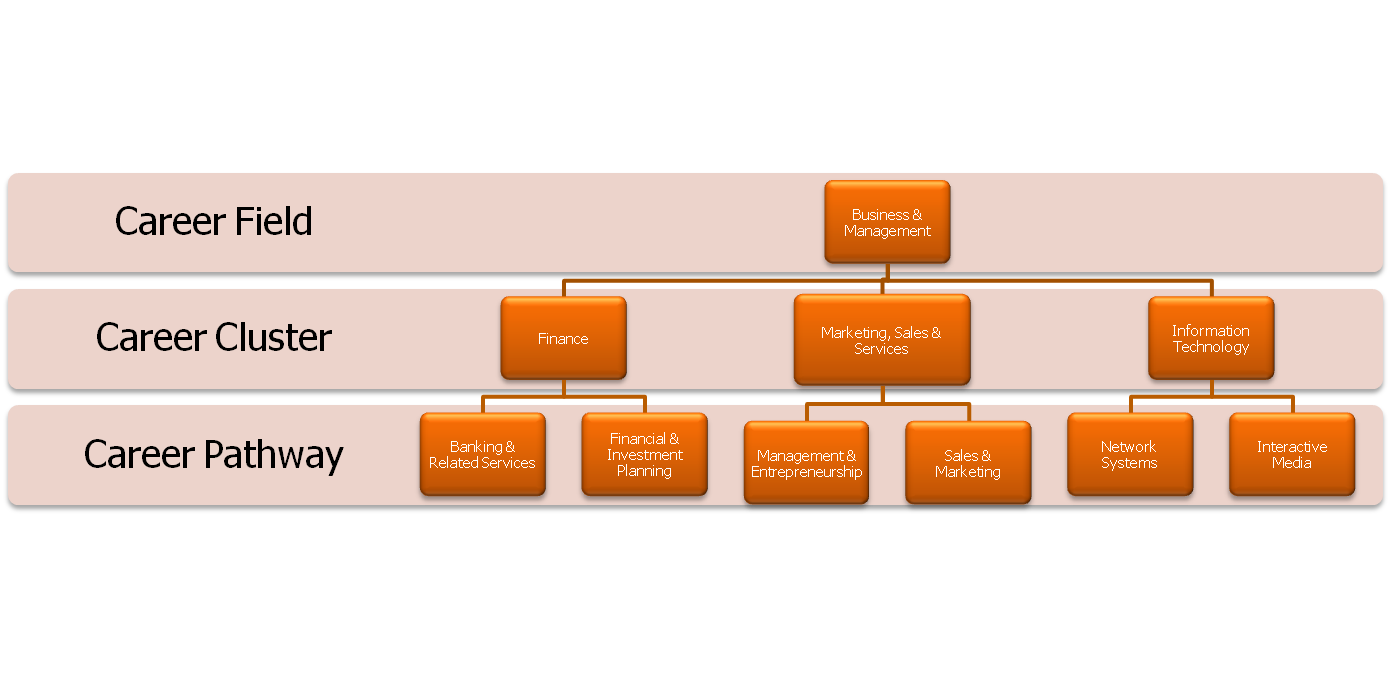 Career Field
Business &
Management
Career Cluster
Finance
Marketing, Sales &
Services
Information
Technology
Career Pathway
Banking &
Related Services
Financial &
Investment
Planning
Management &
Entrepreneurship
Sales &
Marketing
Network
Systems
Interactive
Media